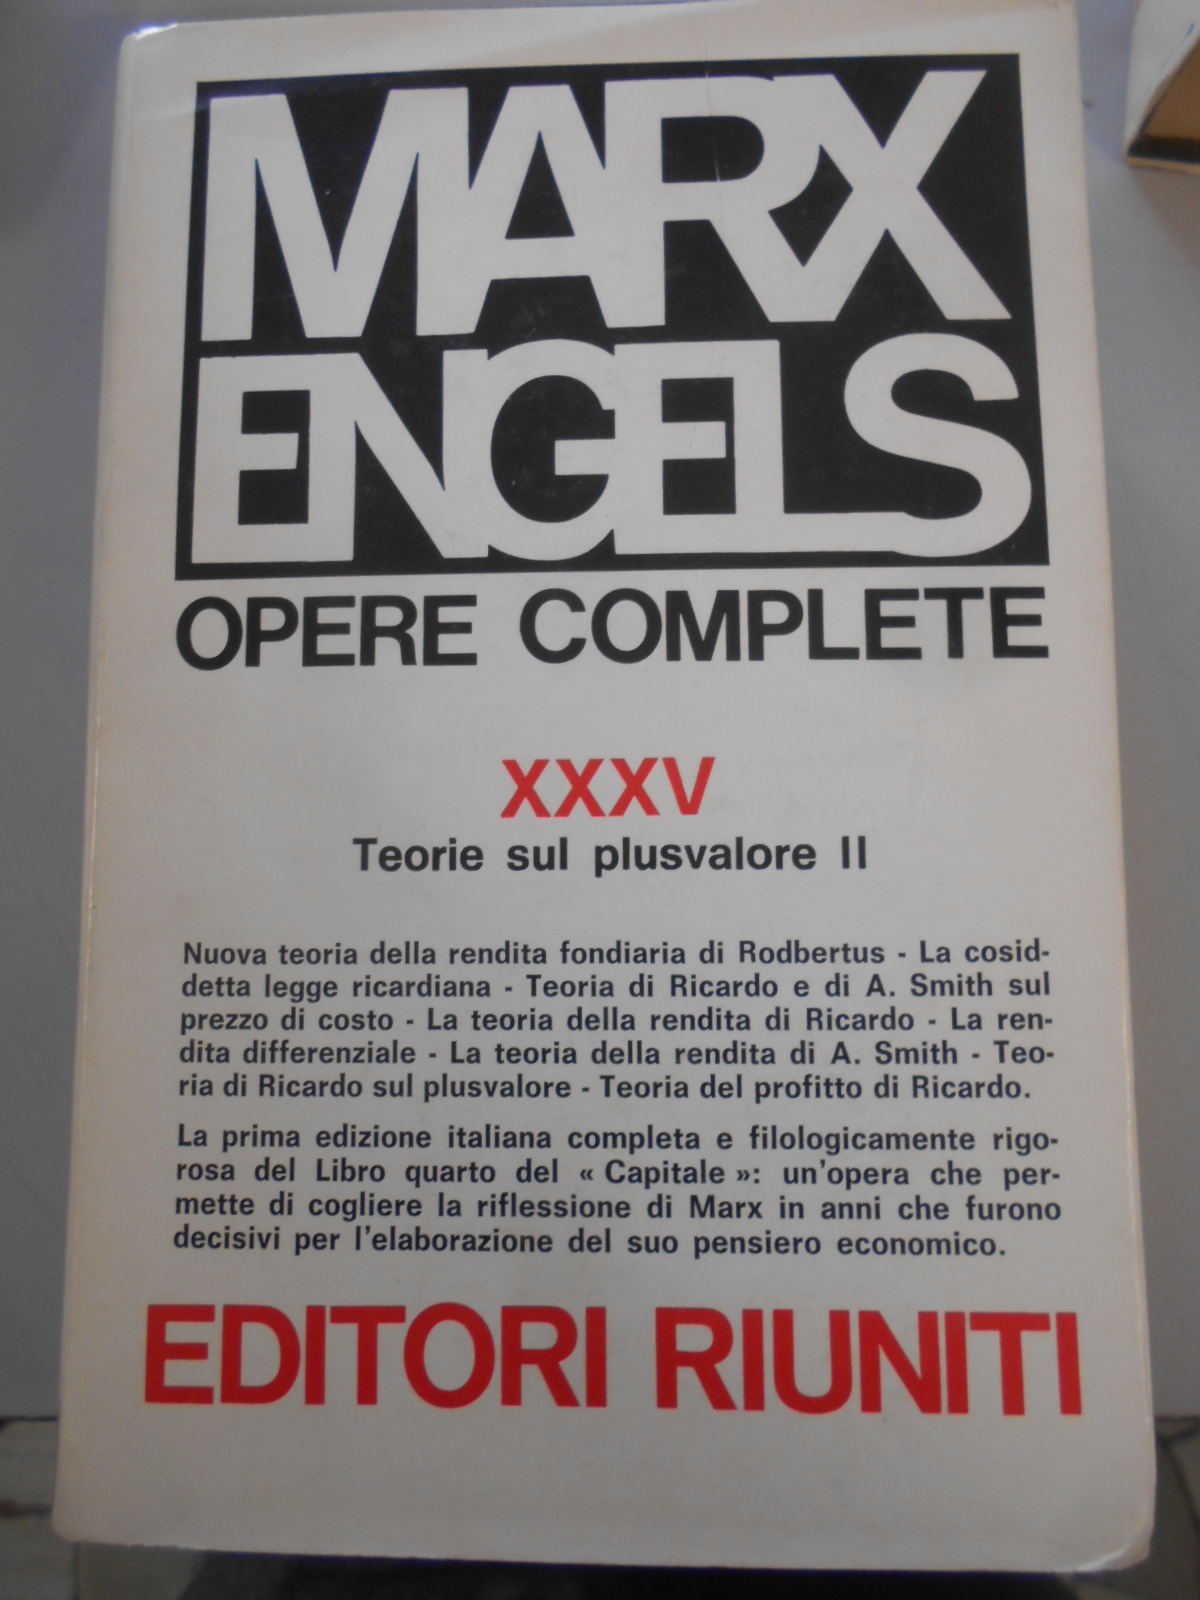 MARX
ENGELS
OPERE COMPLETE
XXXV
Teorie sul plusvalore II
Nuova teoria della rendita fondiaria di Rodbertus - La cosid-
detta legge ricardiana - Teoria di Ricardo e di A. Smith sul
prezzo di costo - La teoria della rendita di Ricardo - La ren-
dita differenziale - La teoria della rendita di A. Smith - Teo-
ria di Ricardo sul plusvalore - Teoria del profitto di Ricardo.
La prima edizione italiana completa e filologicamente rigo-
rosa del Libro quarto del « Capitale »: un'opera che per-
mette di cogliere la riflessione di Marx in anni che furono
decisivi per l'elaborazione del suo pensiero economico.
EDITORI RIUNITI